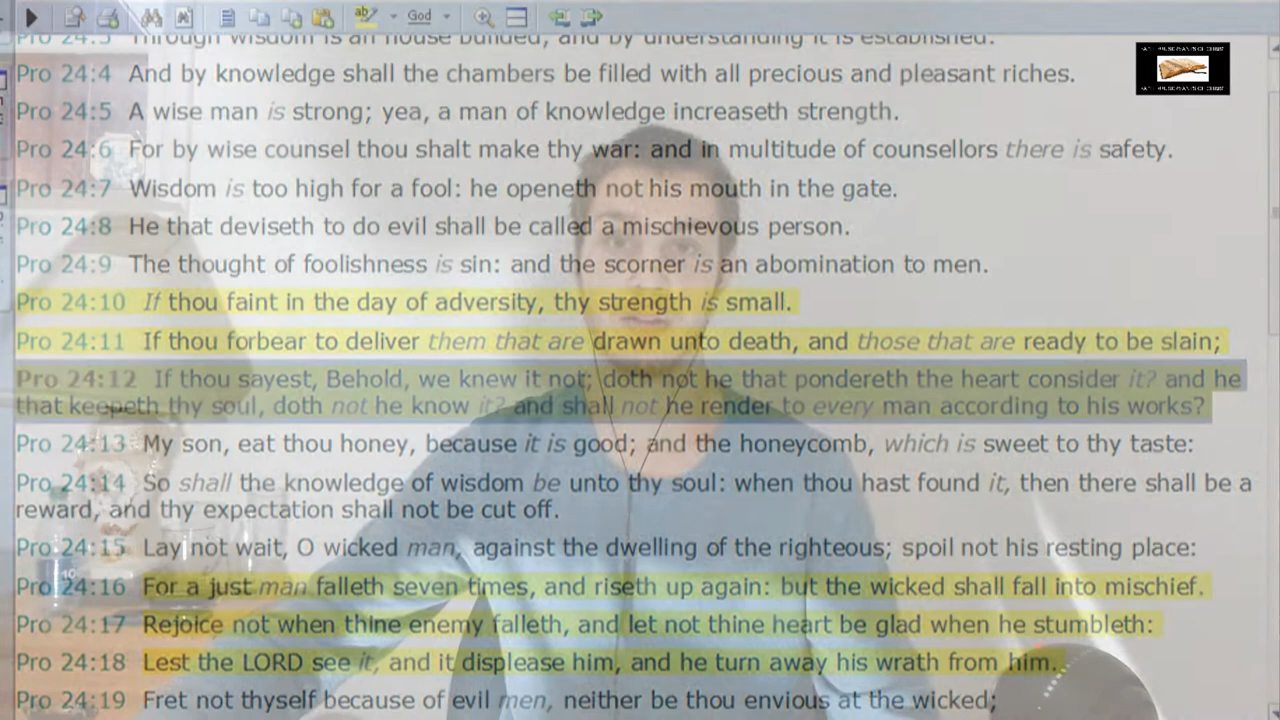 God
Pro 24:3 Through wisdom is an house builded; and by understanding it is established:
Pro 24:4 And by knowledge shall the chambers be filled with all precious and pleasant riches.
Pro 24:5 A wise man is strong; yea, a man of knowledge increaseth strength.
Pro 24:6 For by wise counsel thou shalt make thy war: and in multitude of counsellors there is safety.
Pro 24:7 Wisdom is too high for a fool: he openeth not his mouth in the gate.
Pro 24:8 He that deviseth to do evil shall be called a mischievous person.
Pro 24:9 The thought of foolishness is sin: and the scorner is an abomination to men.
Pro 24:10 If thou faint in the day of adversity, thy strength is small.
Pro 24:11 If thou forbear to deliver them that are drawn unto death, and those that are ready to be slain;
Pro 24:12 If thou sayest, Behold, we knew it not; doth not he that pondereth the heart consider it? and he
that keepeth thy soul, doth not he know it? and shall not he render to every man according to his works?
Pro 24:13 My son, eat thou honey, because it is good; and the honeycomb, which is sweet to thy taste:
Pro 24:14 So shall the knowledge of wisdom be unto thy soul: when thou hast found it, then there shall be a
reward, and thy expectation shall not be cut off.
Pro 24:15 Lay not wait, O wicked man, against the dwelling of the righteous; spoil not his resting place:
Pro 24:16 For a just man falleth seven times, and riseth up again: but the wicked shall fall into mischief.
Pro 24:17 Rejoice not when thine enemy falleth, and let not thine heart be glad when he stumbleth:
Pro 24:18 Lest the LORD see it, and it displease him, and he turn away his wrath from him.
Pro 24:19 Fret not thyself because of evil men, neither be thou envious at the wicked;